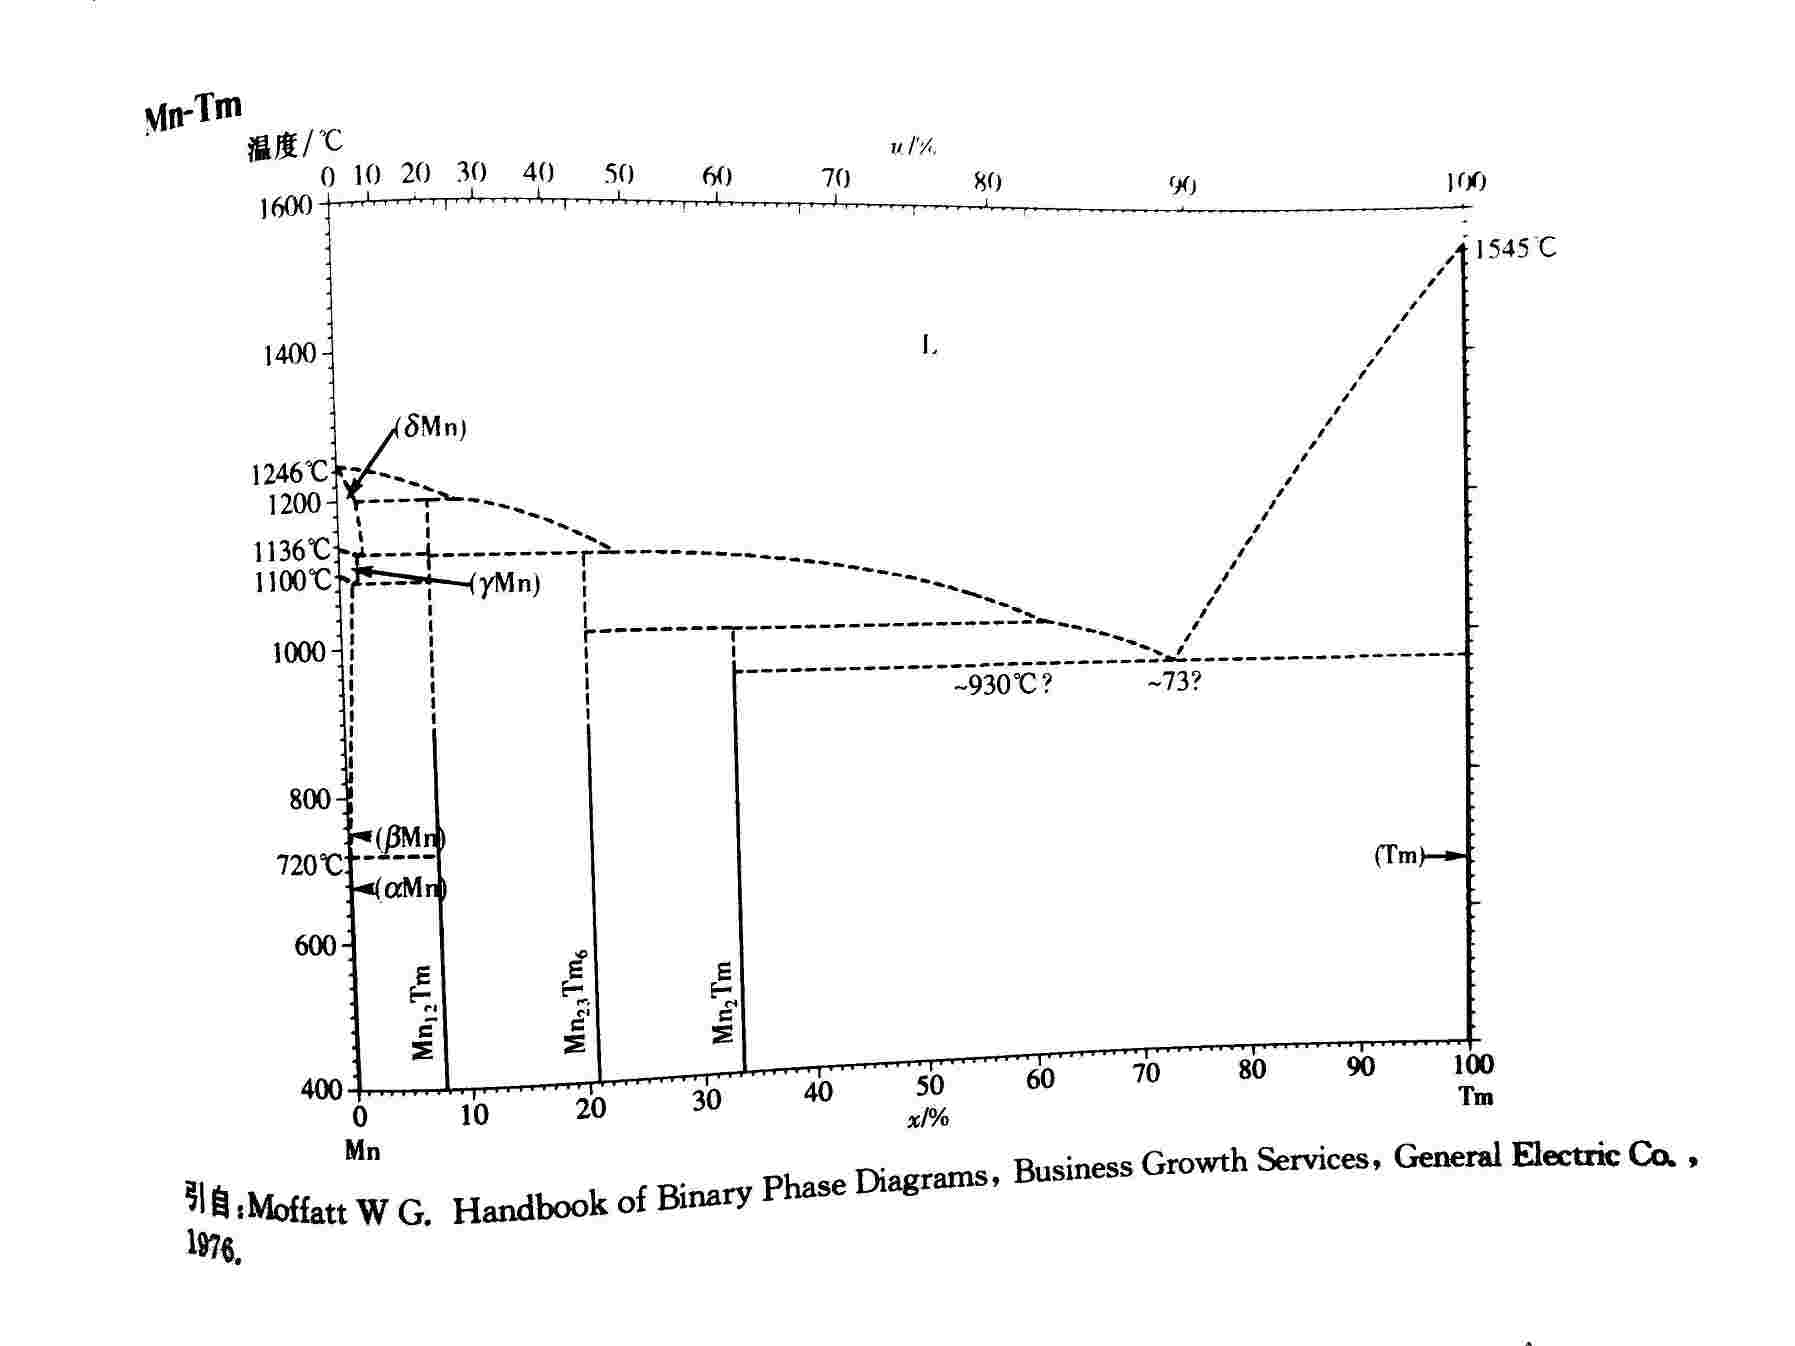 Mn-Tm
温度/℃
0 10 20 30 40 50 60 70 80 90 100
1600
1545℃
1400
L
(δMn)
1246℃
1200
1136℃
1100℃
(γMn)
1000
~930℃?
~73?
800
(βMn)
720℃
(Tm)
(αMn)
600
Mn₁₂Tm
Mn₂₃Tm₆
Mn₂Tm
400
0 10 20 30 40 50 60 70 80 90 100
Mn
x/%
Tm
引自:Moffatt W G. Handbook of Binary Phase Diagrams, Business Growth Services, General Electric Co.,
1976.